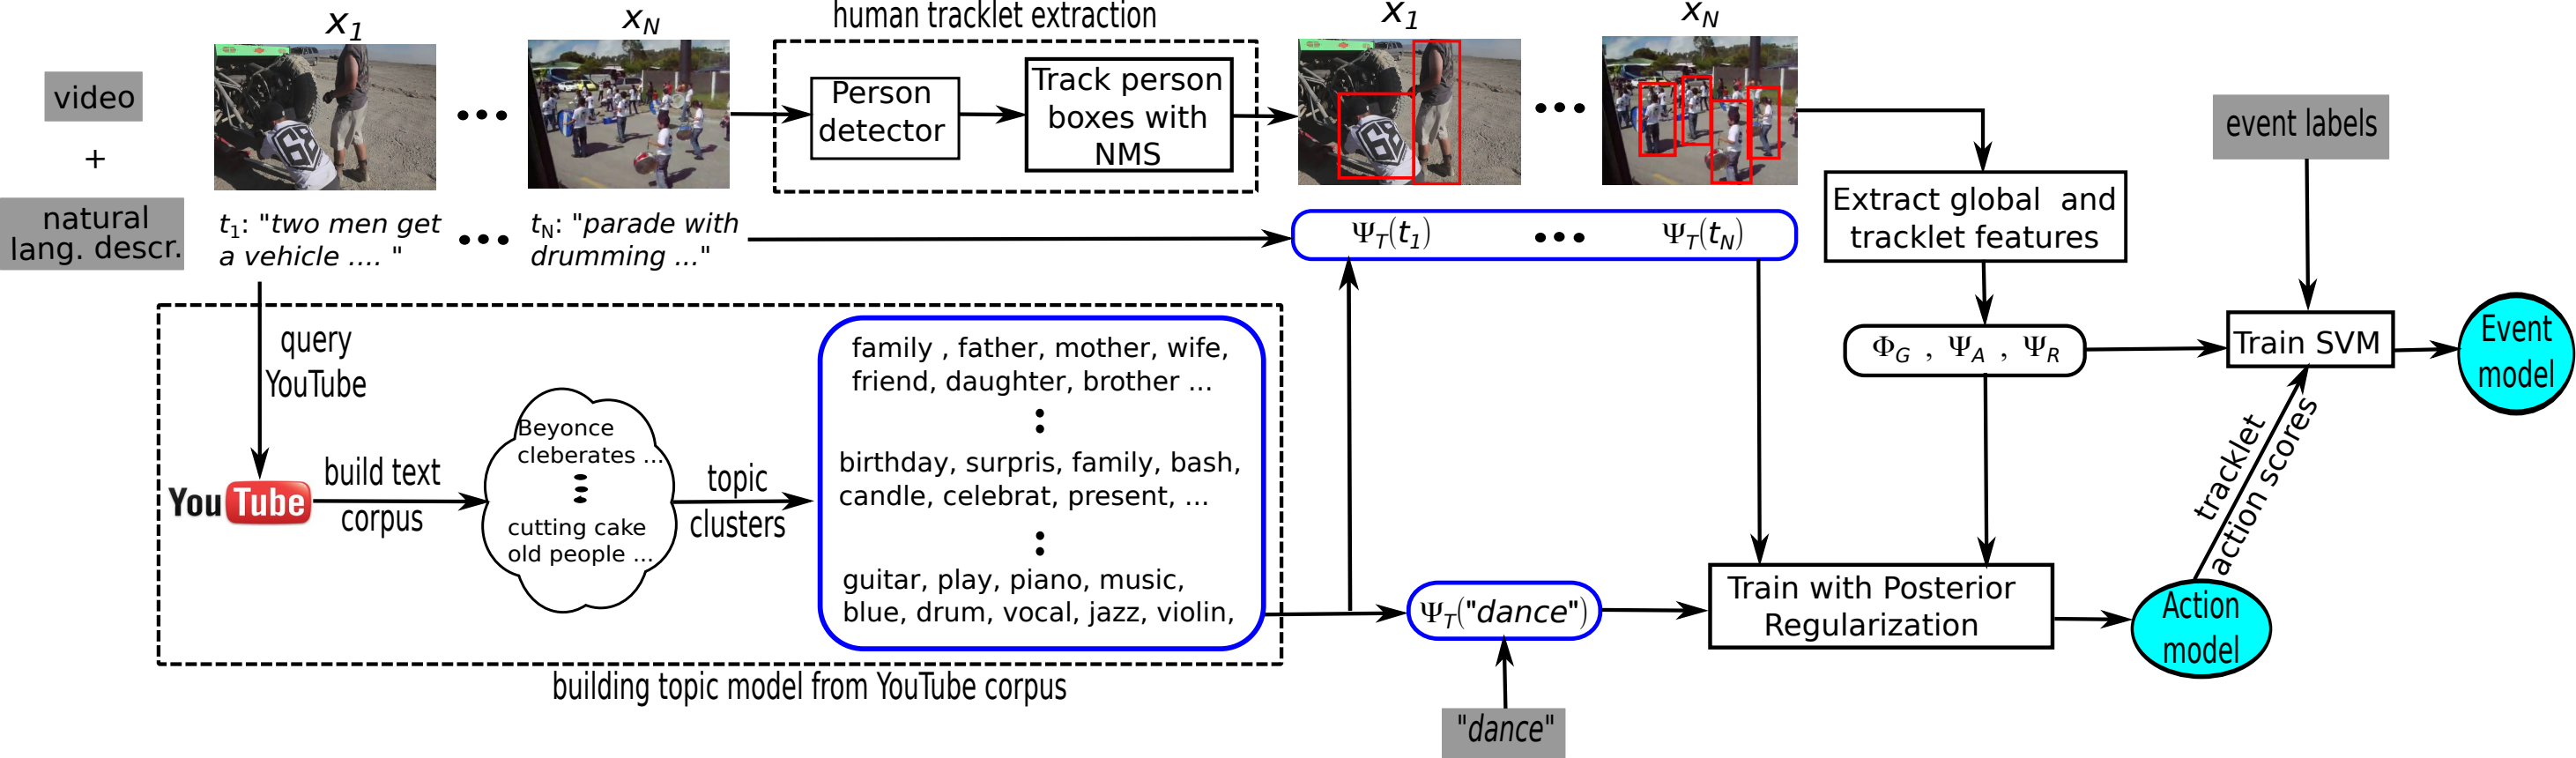 human tracklet extraction
x1
xN
x1
xN
video
+
natural
lang. descr.
Person
detector
Track person
boxes with
NMS
event labels
t1: "two men get
a vehicle .... "
tN: "parade with
drumming ..."
ΨT(t1)
ΨT(tN)
Extract global and
tracklet features
query
YouTube
family , father, mother, wife,
friend, daughter, brother ...
ΦG , ΨA , ΨR
Train SVM
Event
model
Beyonce
cleberates ...
cutting cake
old people ...
You Tube
build text
corpus
topic
clusters
birthday, surpris, family, bash,
candle, celebrat, present, ...
guitar, play, piano, music,
blue, drum, vocal, jazz, violin,
tracklet
action scores
ΨT("dance")
Train with Posterior
Regularization
Action
model
building topic model from YouTube corpus
"dance"